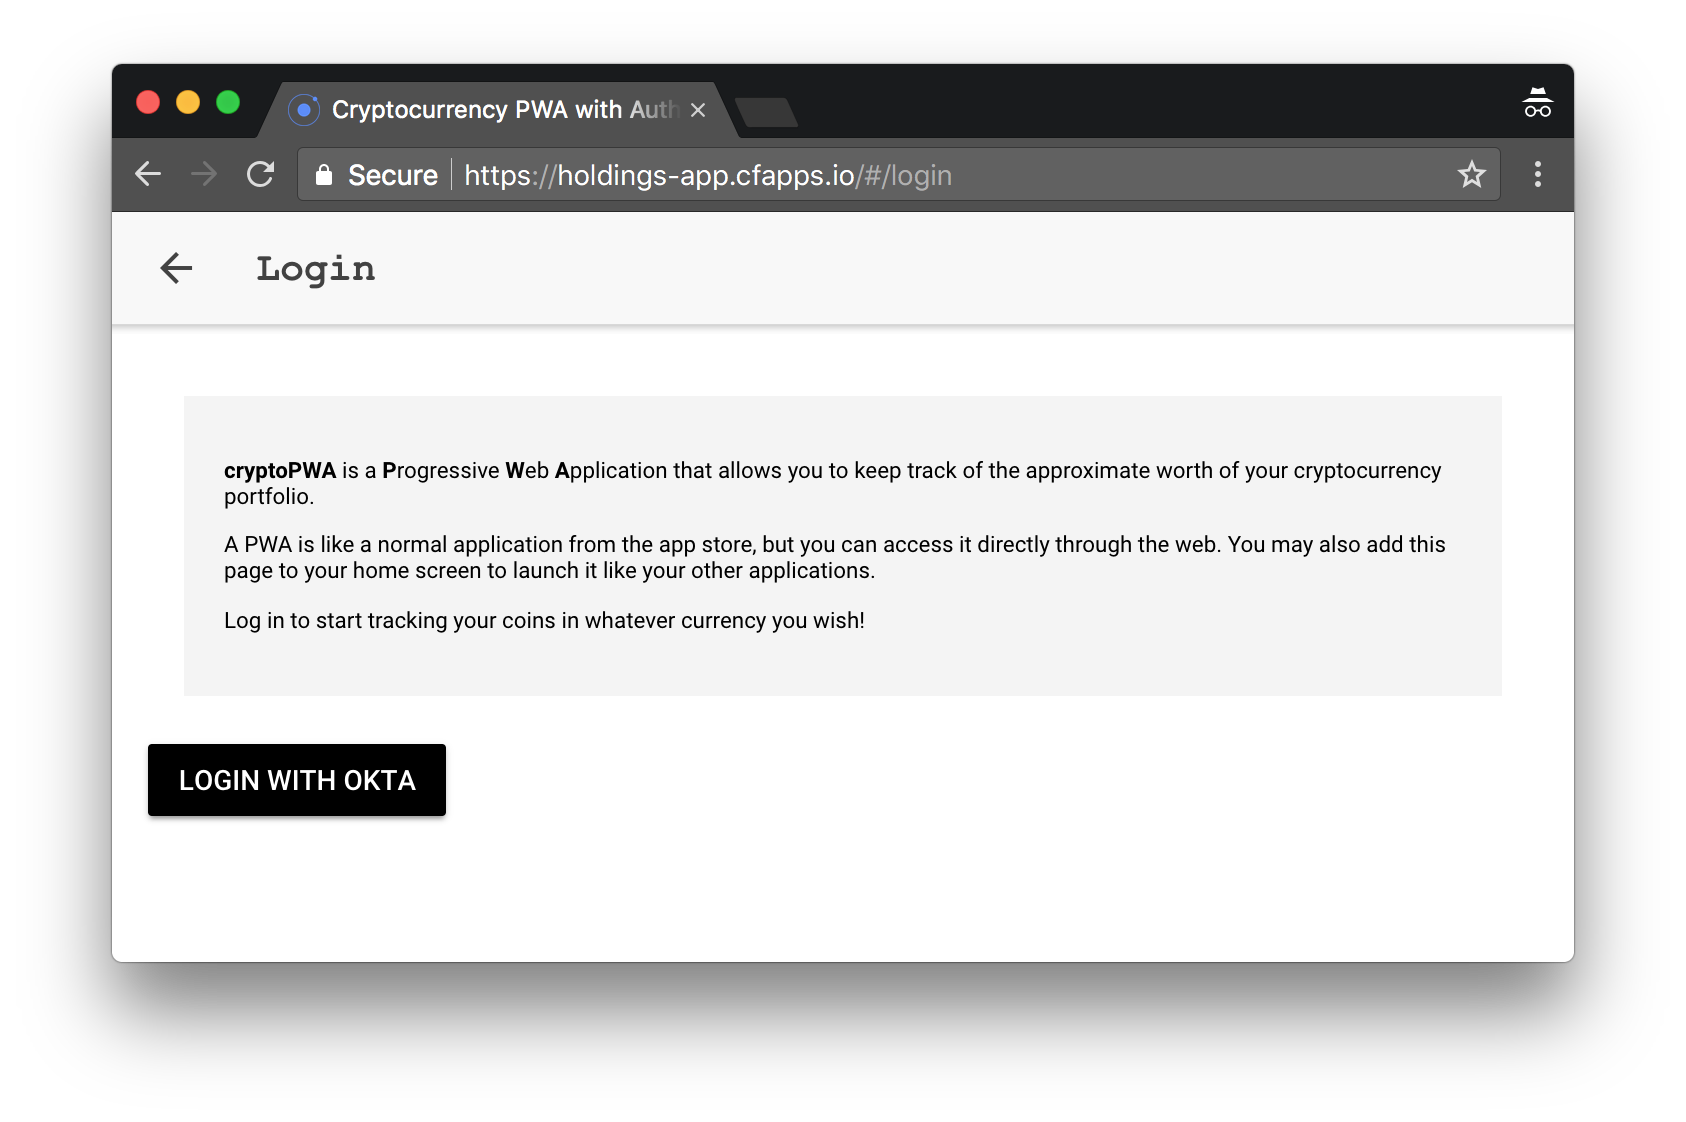 Cryptocurrency PWA with Auth
Secure https://holdings-app.cfapps.io/#/login
Login
cryptoPWA is a Progressive Web Application that allows you to keep track of the approximate worth of your cryptocurrency
portfolio.
A PWA is like a normal application from the app store, but you can access it directly through the web. You may also add this
page to your home screen to launch it like your other applications.
Log in to start tracking your coins in whatever currency you wish!
LOGIN WITH OKTA